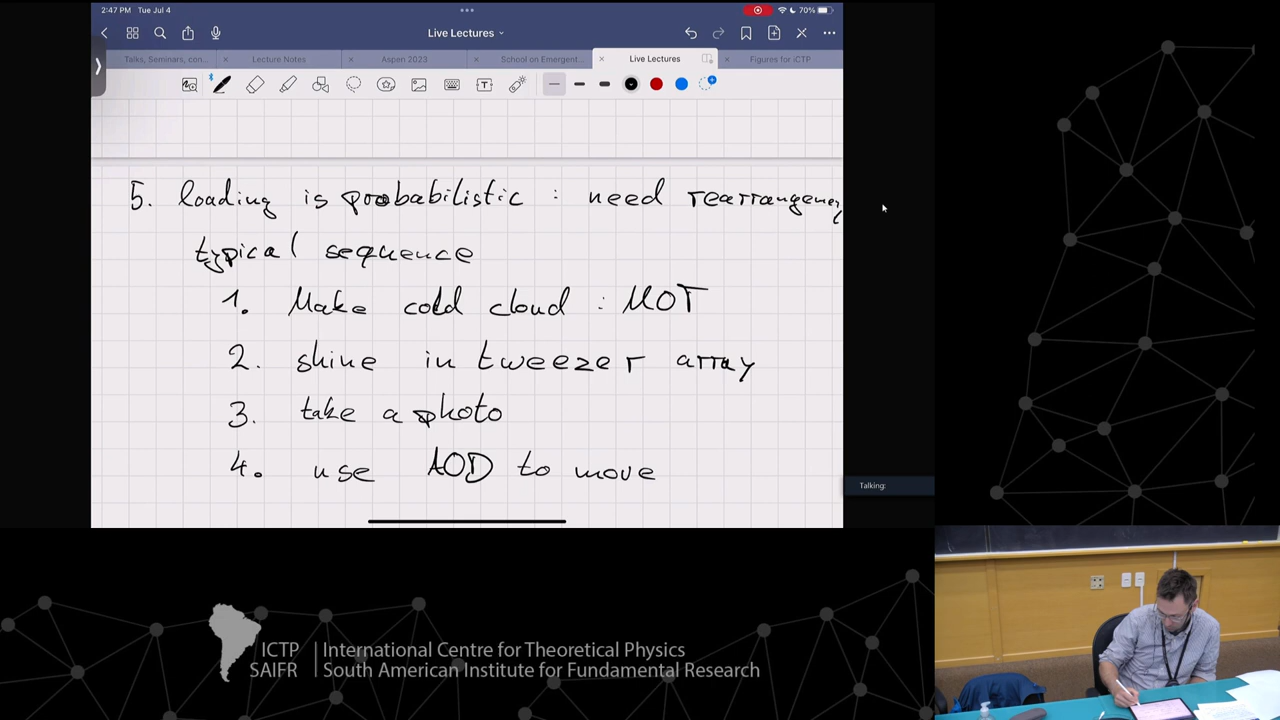 2:47 PM Tue Jul 4
70%
Live Lectures
Talks, Seminars, con...
Lecture Notes
Aspen 2023
School on Emergent...
Live Lectures
Figures for iCTP
5. loading is probabilistic : need
typical sequence
1. Make cold cloud : MOT
2. shine in tweezer array
3. take a photo
4. use AOD to move
Talking:
ICTP International Centre for Theoretical Physics
SAIFR South American Institute for Fundamental Research